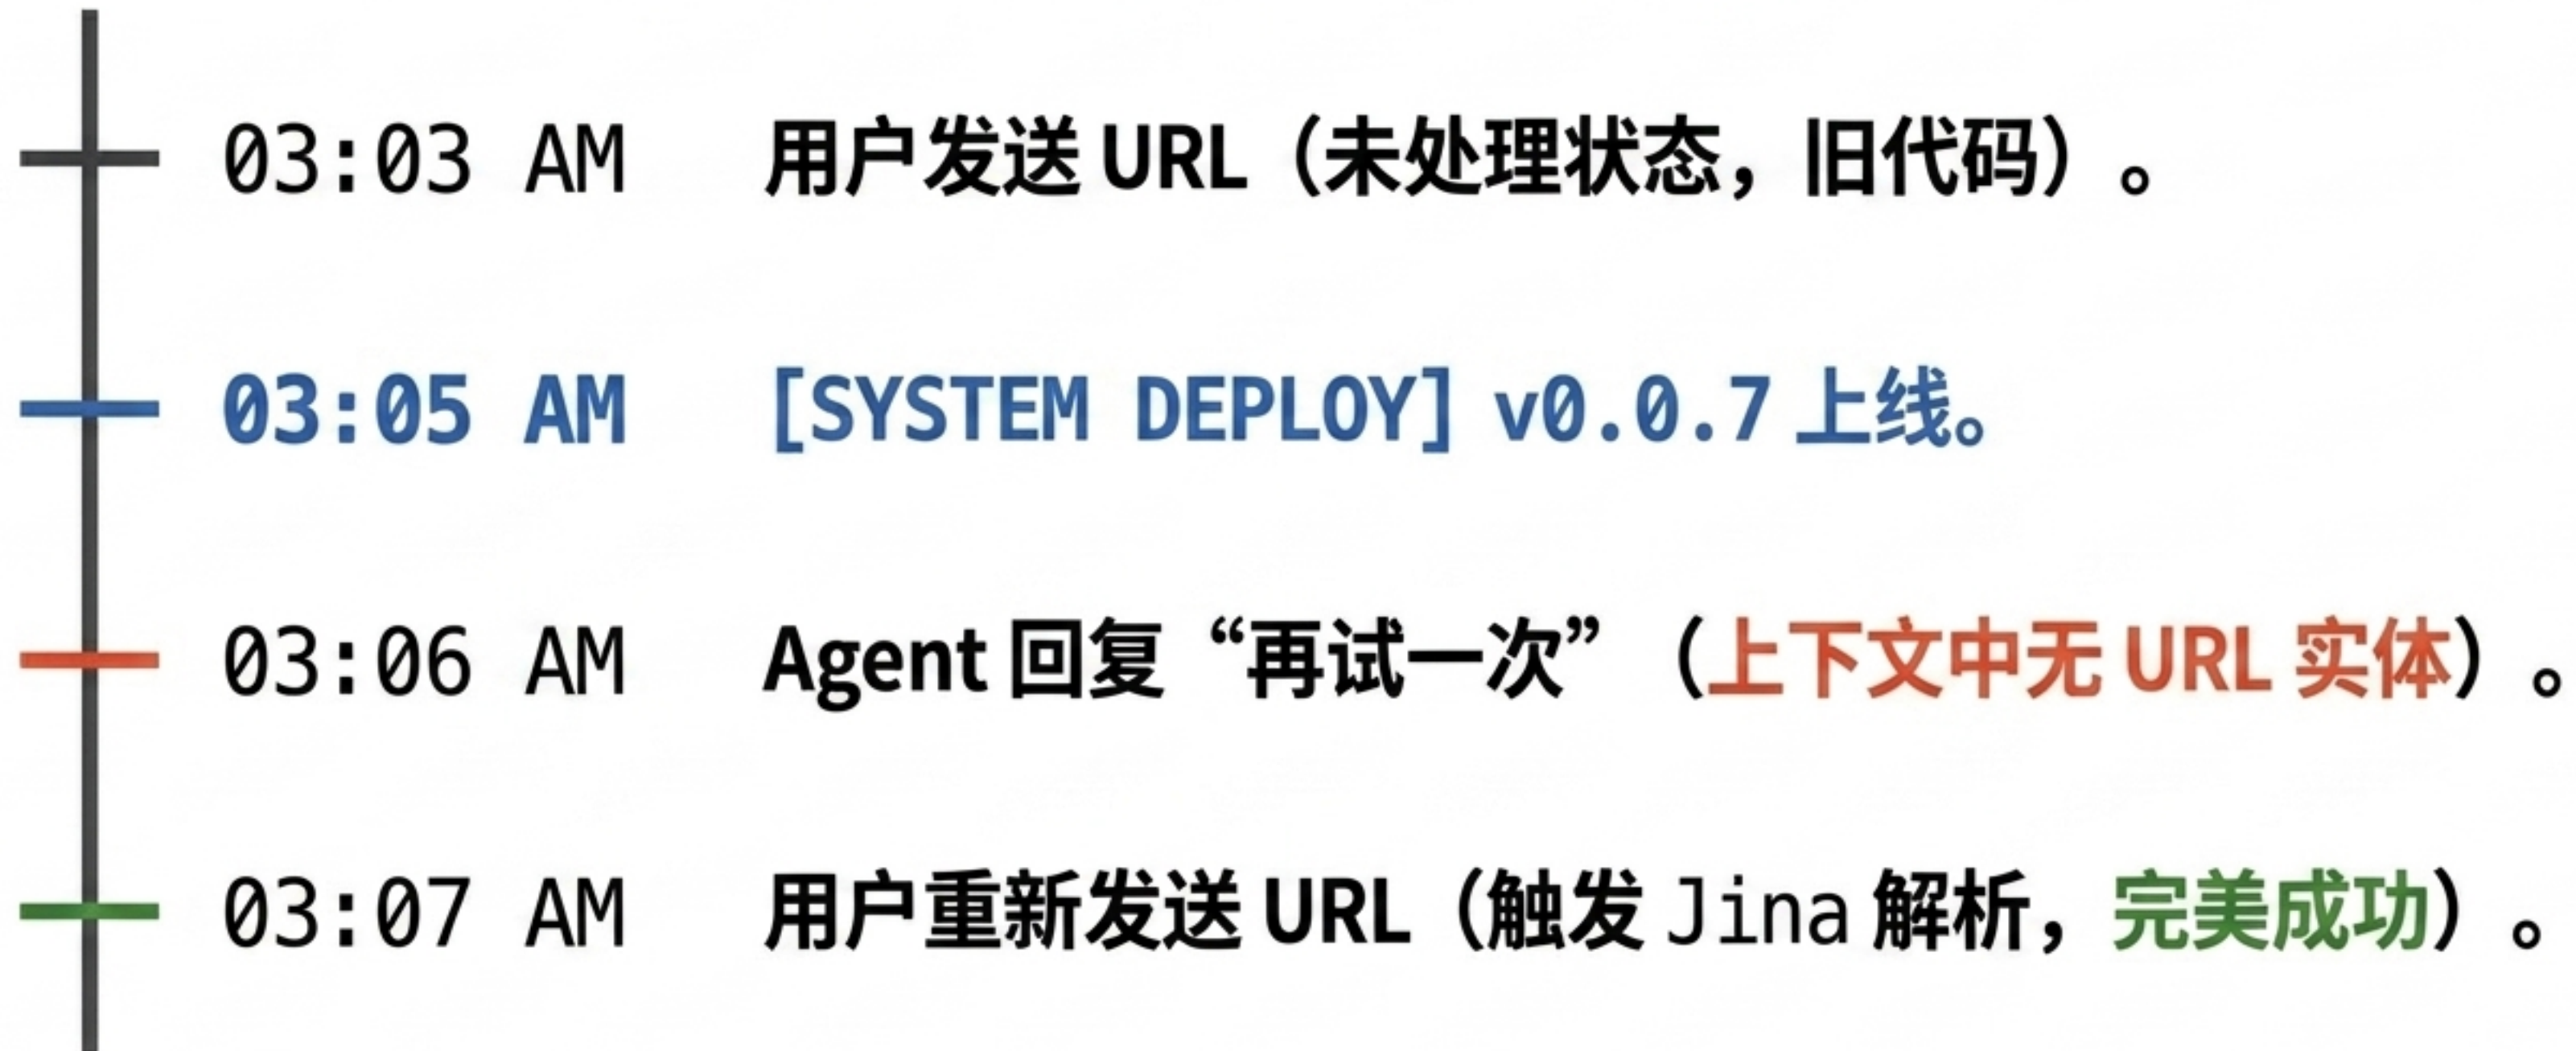 03:03 AM 用户发送 URL（未处理状态，旧代码）。
03:05 AM [SYSTEM DEPLOY] v0.0.7 上线。
03:06 AM Agent 回复“再试一次”（上下文中无 URL 实体）。
03:07 AM 用户重新发送 URL（触发 Jina 解析，完美成功）。